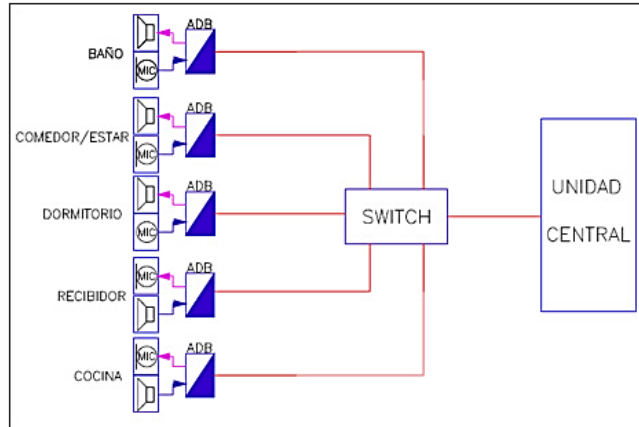 ADB
BAÑO
MIC
ADB
COMEDOR/ESTAR
MIC
ADB
DORMITORIO
MIC
SWITCH
UNIDAD
CENTRAL
ADB
MIC
RECIBIDOR
ADB
MIC
COCINA